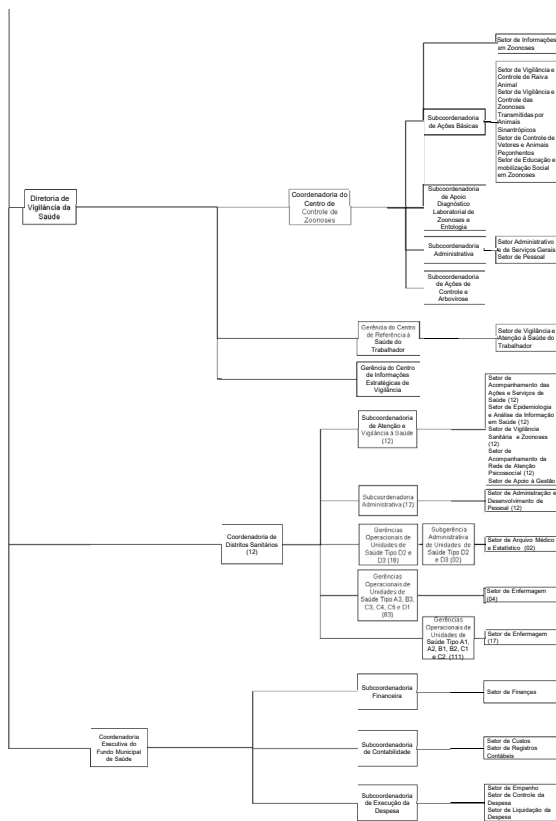 Setor de Informações
em Zoonoses
Setor de Vigilância e
Controle de Raiva
Animal
Setor de Vigilância e
Controle das
Zoonoses
Transmitidas por
Animais
Sinantrópicos
Setor de Controle de
Vetores e Animais
Peçonhentos
Setor de Educação e
mobilização Social
em Zoonoses
Subcoordenadoria
de Ações Básicas
Diretoria de
Vigilância da
Saúde
Coordenadoria do
Centro de
Controle de
Zoonoses
Subcoordenadoria
de Apoio
Diagnóstico
Laboratorial de
Zoonoses e
Entologia
Subcoordenadoria
Administrativa
Setor Administrativo
e de Serviços Gerais
Setor de Pessoal
Subcoordenadoria
de Ações de
Controle e
Arbovirose
Gerência do Centro
de Referência à
Saúde do
Trabalhador
Setor de Vigilância e
Atenção à Saúde do
Trabalhador
Gerência do Centro
de Informações
Estratégicas de
Vigilância
Subcoordenadoria
de Atenção e
Vigilância à Saúde
(12)
Setor de
Acompanhamento das
Ações e Serviços de
Saúde (12)
Setor de Epidemiologia
e Análise da Informação
em Saúde (12)
Setor de Vigilância
Sanitária e Zoonoses
(12)
Setor de
Acompanhamento da
Rede de Atenção
Psicossocial (12)
Setor de Apoio à Gestão
Subcoordenadoria
Administrativa (12)
Setor de Administração e
Desenvolvimento de
Pessoal (12)
Coordenadoria de
Distritos Sanitários
(12)
Gerências
Operacionais de
Unidades de
Saúde Tipo D2 e
D3 (18)
Subgerência
Administrativa
de Unidades de
Saúde Tipo D2
e D3 (02)
Setor de Arquivo Médico
e Estatístico (02)
Gerências
Operacionais de
Unidades de
Saúde Tipo A3, B3,
C3, C4, C5 e D1
(83)
Setor de Enfermagem
(04)
Gerências
Operacionais de
Unidades de
Saúde Tipo A1,
A2, B1, B2, C1
e C2 (111)
Setor de Enfermagem
(17)
Coordenadoria
Executiva do
Fundo Municipal
de Saúde
Subcoordenadoria
Financeira
Setor de Finanças
Subcoordenadoria
de Contabilidade
Setor de Custos
Setor de Registros
Contábeis
Subcoordenadoria
de Execução da
Despesa
Setor de Empenho
Setor de Controle da
Despesa
Setor de Liquidação da
Despesa